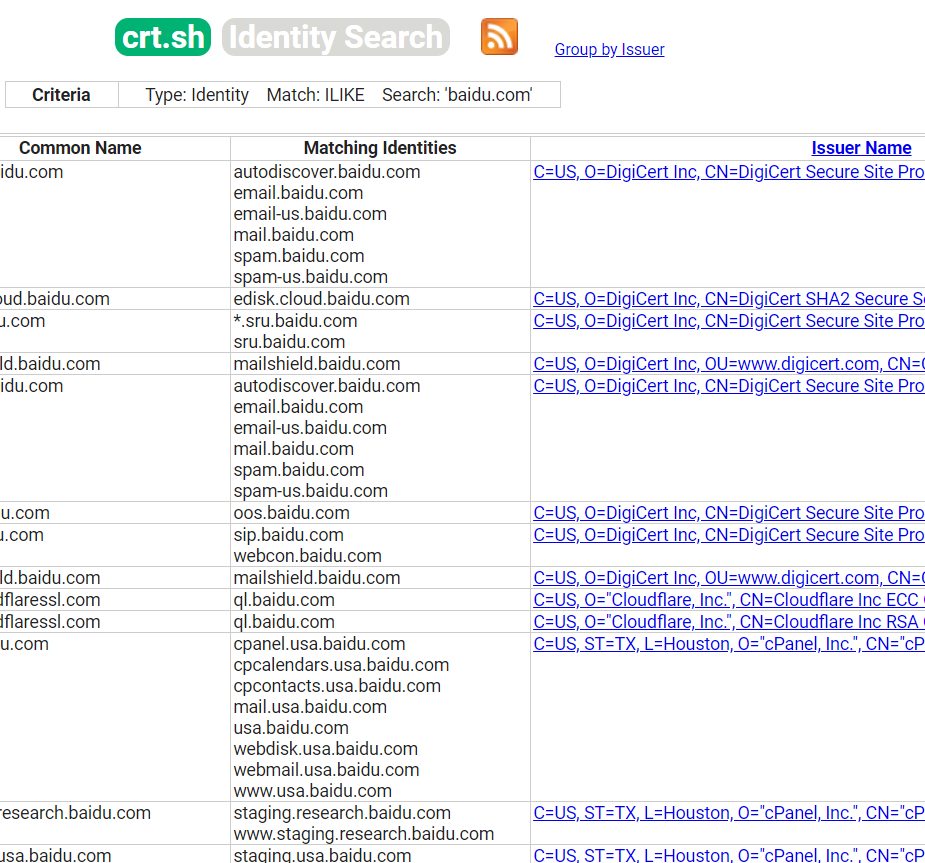 crt.sh Identity Search Group by Issuer
Criteria Type: Identity Match: ILIKE Search: 'baidu.com'
Common Name Matching Identities Issuer Name
idu.com autodiscover.baidu.com C=US, O=DigiCert Inc, CN=DigiCert Secure Site Pro
email.baidu.com
email-us.baidu.com
mail.baidu.com
spam.baidu.com
spam-us.baidu.com
oud.baidu.com edisk.cloud.baidu.com C=US, O=DigiCert Inc, CN=DigiCert SHA2 Secure S
u.com *.sru.baidu.com C=US, O=DigiCert Inc, CN=DigiCert Secure Site Pro
sru.baidu.com
ld.baidu.com mailshield.baidu.com C=US, O=DigiCert Inc, OU=www.digicert.com, CN=
idu.com autodiscover.baidu.com C=US, O=DigiCert Inc, CN=DigiCert Secure Site Pro
email.baidu.com
email-us.baidu.com
mail.baidu.com
spam.baidu.com
spam-us.baidu.com
u.com oos.baidu.com C=US, O=DigiCert Inc, CN=DigiCert Secure Site Pro
u.com sip.baidu.com C=US, O=DigiCert Inc, CN=DigiCert Secure Site Pro
webcon.baidu.com
ld.baidu.com mailshield.baidu.com C=US, O=DigiCert Inc, OU=www.digicert.com, CN=
dflaressl.com ql.baidu.com C=US, O="Cloudflare, Inc.", CN=Cloudflare Inc ECC
dflaressl.com ql.baidu.com C=US, O="Cloudflare, Inc.", CN=Cloudflare Inc RSA
u.com cpanel.usa.baidu.com C=US, ST=TX, L=Houston, O="cPanel, Inc.", CN="cP
cpcalendars.usa.baidu.com
cpcontacts.usa.baidu.com
mail.usa.baidu.com
usa.baidu.com
webdisk.usa.baidu.com
webmail.usa.baidu.com
www.usa.baidu.com
research.baidu.com staging.research.baidu.com C=US, ST=TX, L=Houston, O="cPanel, Inc.", CN="cP
www.staging.research.baidu.com
usa.baidu.com staging.usa.baidu.com C=US, ST=TX, L=Houston, O="cPanel, Inc.", CN="cP